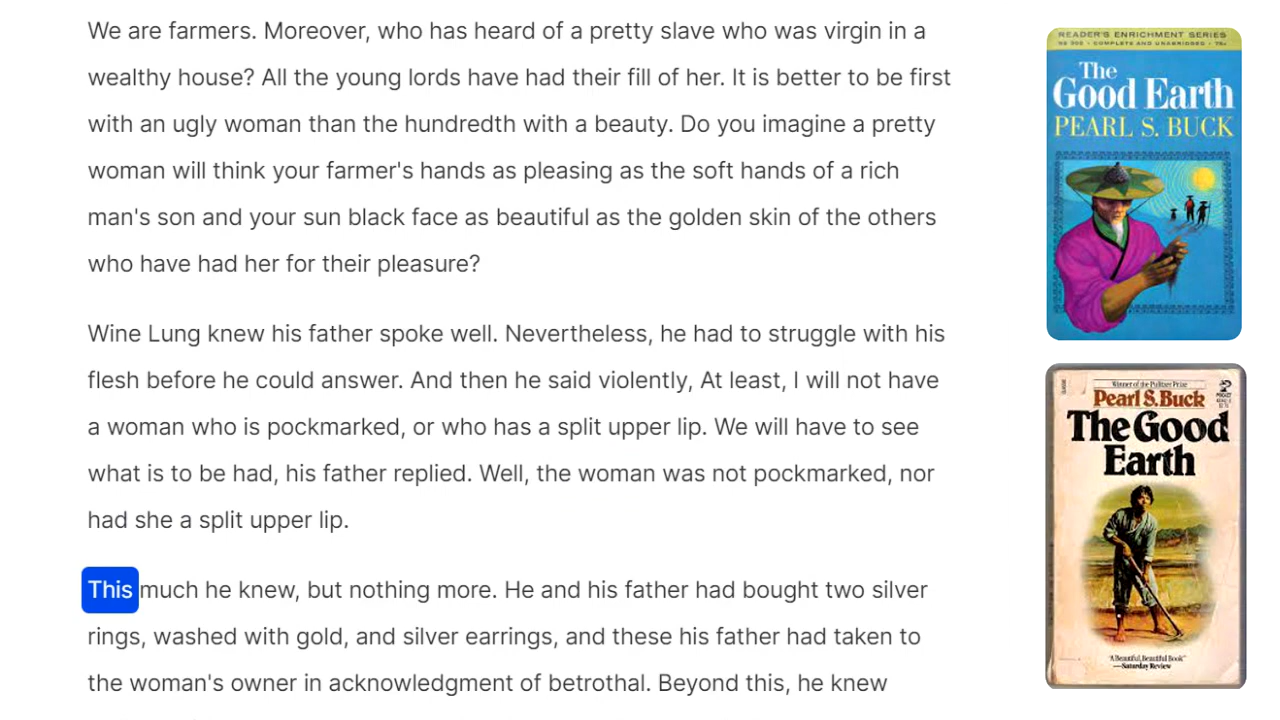 We are farmers. Moreover, who has heard of a pretty slave who was virgin in a
wealthy house? All the young lords have had their fill of her. It is better to be first
with an ugly woman than the hundredth with a beauty. Do you imagine a pretty
woman will think your farmer's hands as pleasing as the soft hands of a rich
man's son and your sun black face as beautiful as the golden skin of the others
who have had her for their pleasure?
Wine Lung knew his father spoke well. Nevertheless, he had to struggle with his
flesh before he could answer. And then he said violently, At least, I will not have
a woman who is pockmarked, or who has a split upper lip. We will have to see
what is to be had, his father replied. Well, the woman was not pockmarked, nor
had she a split upper lip.
This much he knew, but nothing more. He and his father had bought two silver
rings, washed with gold, and silver earrings, and these his father had taken to
the woman's owner in acknowledgment of betrothal. Beyond this, he knew
READER'S ENRICHMENT SERIES
COMPLETE AND UNABRIDGED
The
Good Earth
PEARL S. BUCK
Winner of the Pulitzer Prize
Pearl S. Buck
The Good
Earth
"A Beautiful, Beautiful Book"
—Saturday Review